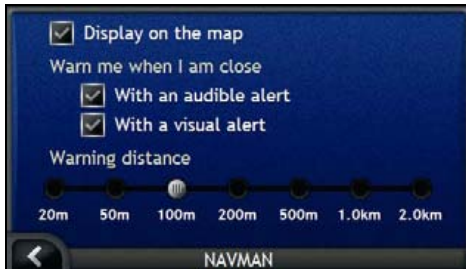 Display on the map
Warn me when I am close
With an audible alert
With a visual alert
Warning distance
20m 50m 100m 200m 500m 1.0km 2.0km
NAVMAN